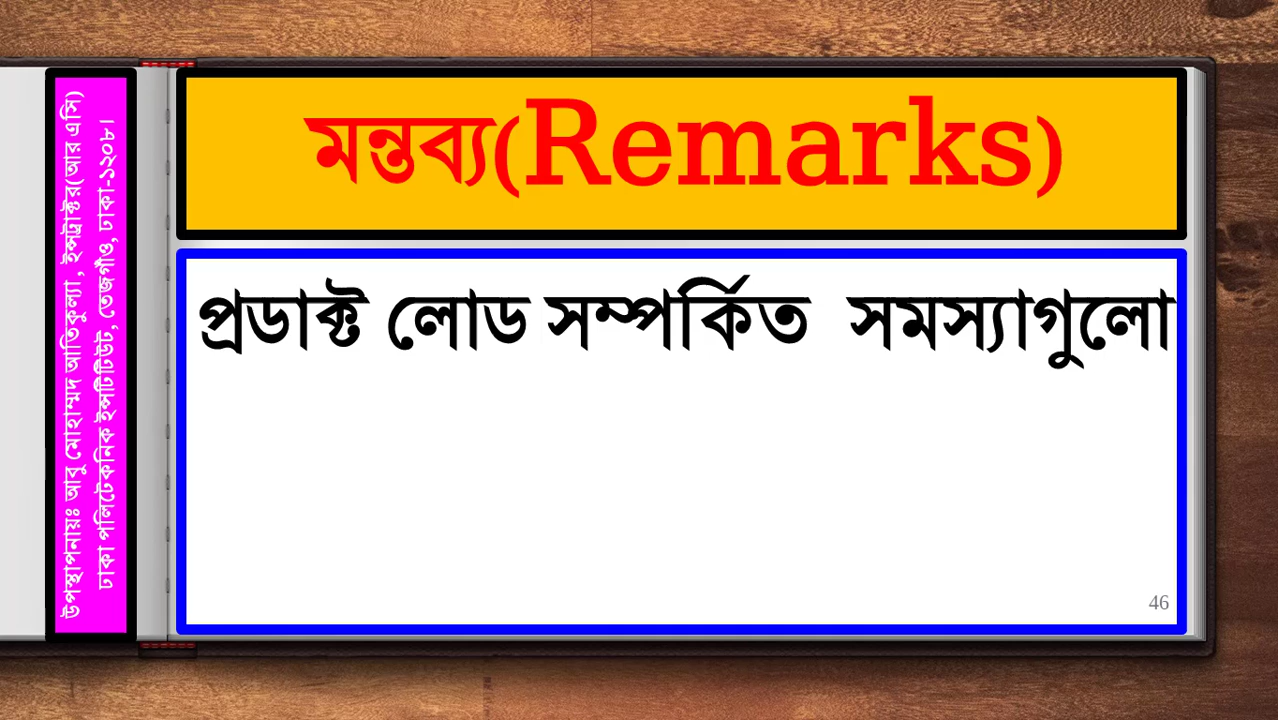 উপস্থাপনায়ঃ আবু মোহাম্মদ আতিকুল্যা, ইন্সট্রাক্টর(আর এসি)
ঢাকা পলিটেকনিক ইন্সটিটিউট, তেজগাঁও, ঢাকা-১২০৮।
মন্তব্য(Remarks)
প্রডাক্ট লোড সম্পর্কিত সমস্যাগুলো
46